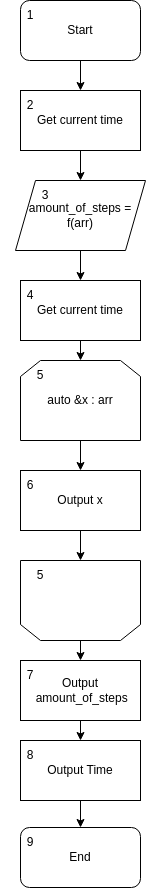 1
Start
2
Get current time
3
amount_of_steps =
f(arr)
4
Get current time
5
auto &x : arr
6
Output x
5
7
Output
amount_of_steps
8
Output Time
9
End